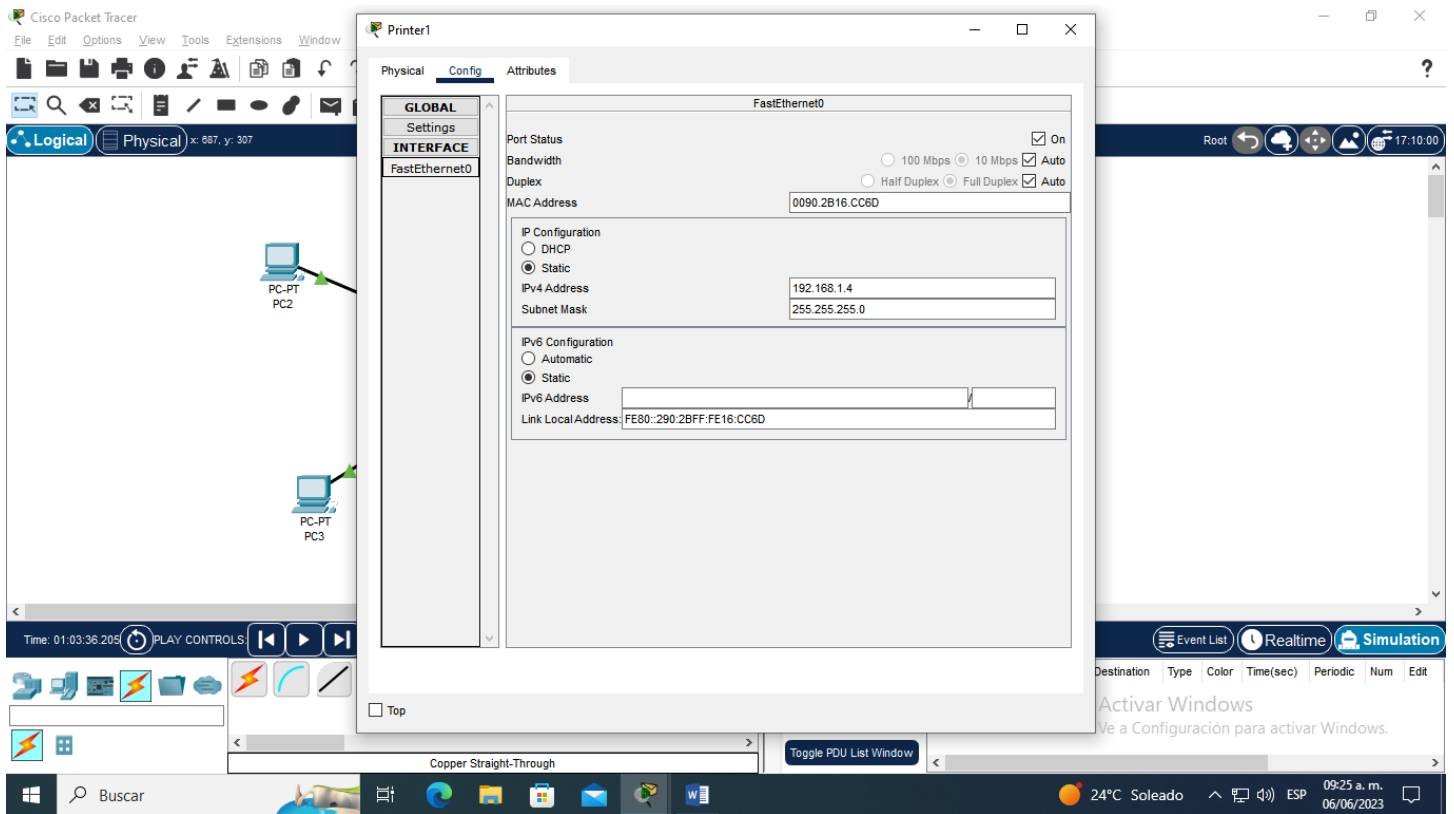 Cisco Packet Tracer
File Edit Options View Tools Extensions Window
?
Logical Physical x: 687, y: 307
Root 17:10:00
PC-PT
PC2
PC-PT
PC3
Printer1
Physical Config Attributes
GLOBAL
Settings
INTERFACE
FastEthernet0
FastEthernet0
Port Status On
Bandwidth 100 Mbps 10 Mbps Auto
Duplex Half Duplex Full Duplex Auto
MAC Address 0090.2B16.CC6D
IP Configuration
DHCP
Static
IPv4 Address 192.168.1.4
Subnet Mask 255.255.255.0
IPv6 Configuration
Automatic
Static
IPv6 Address /
Link Local Address: FE80::290:2BFF:FE16:CC6D
Top
Time: 01:03:36.205 PLAY CONTROLS:
Event List Realtime Simulation
Destination Type Color Time(sec) Periodic Num Edit
Activar Windows
Ve a Configuración para activar Windows.
Toggle PDU List Window
Copper Straight-Through
Buscar
24°C Soleado ESP 09:25 a. m.
06/06/2023